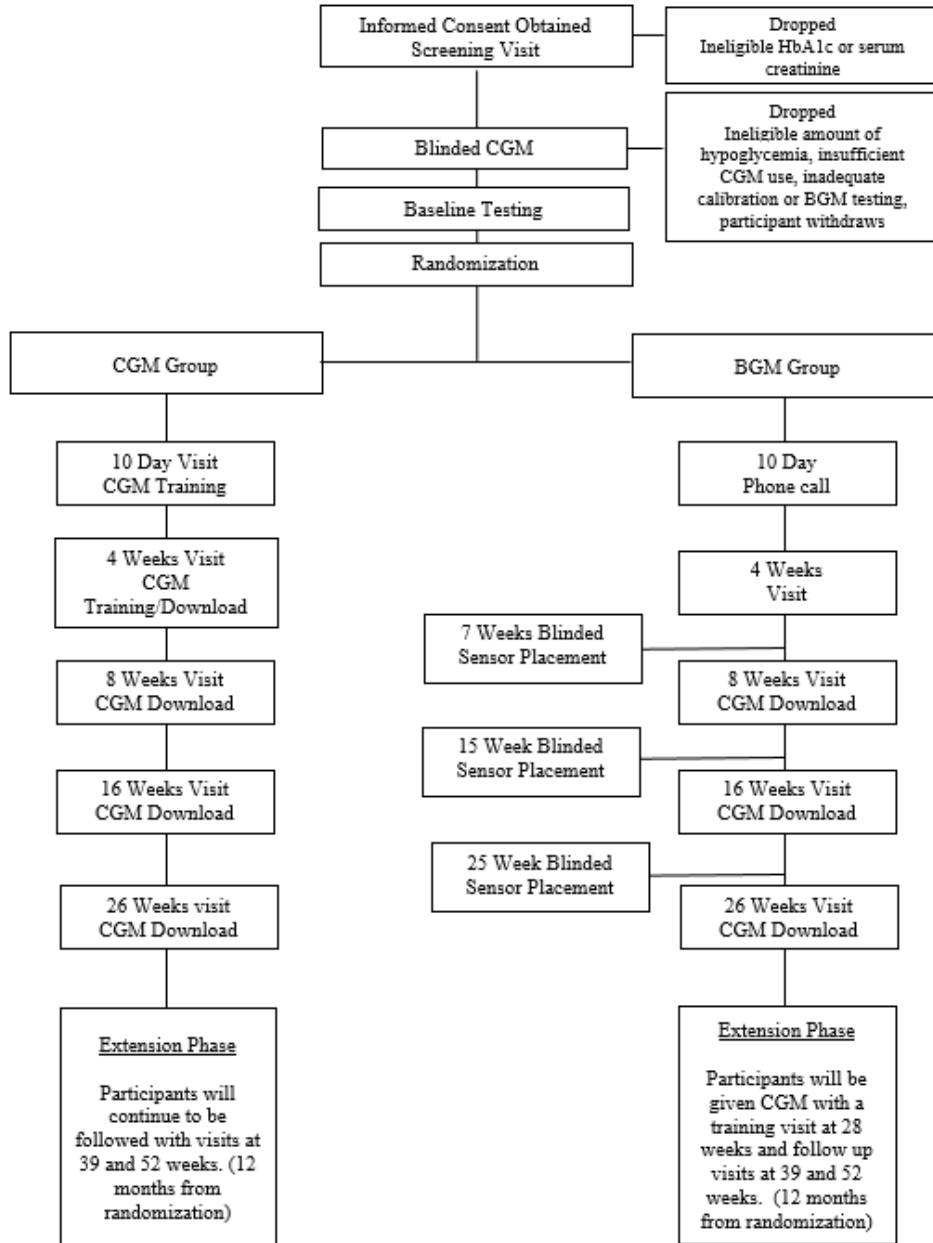 Informed Consent Obtained
Screening Visit
Dropped
Ineligible HbA1c or serum
creatinine
Blinded CGM
Dropped
Ineligible amount of
hypoglycemia, insufficient
CGM use, inadequate
calibration or BGM testing,
participant withdraws
Baseline Testing
Randomization
CGM Group
10 Day Visit
CGM Training
4 Weeks Visit
CGM
Training/Download
8 Weeks Visit
CGM Download
16 Weeks Visit
CGM Download
26 Weeks visit
CGM Download
Extension Phase
Participants will
continue to be
followed with visits at
39 and 52 weeks. (12
months from
randomization)
BGM Group
10 Day
Phone call
4 Weeks
Visit
7 Weeks Blinded
Sensor Placement
8 Weeks Visit
CGM Download
15 Week Blinded
Sensor Placement
16 Weeks Visit
CGM Download
25 Week Blinded
Sensor Placement
26 Weeks Visit
CGM Download
Extension Phase
Participants will be
given CGM with a
training visit at 28
weeks and follow up
visits at 39 and 52
weeks.  (12 months
from randomization)